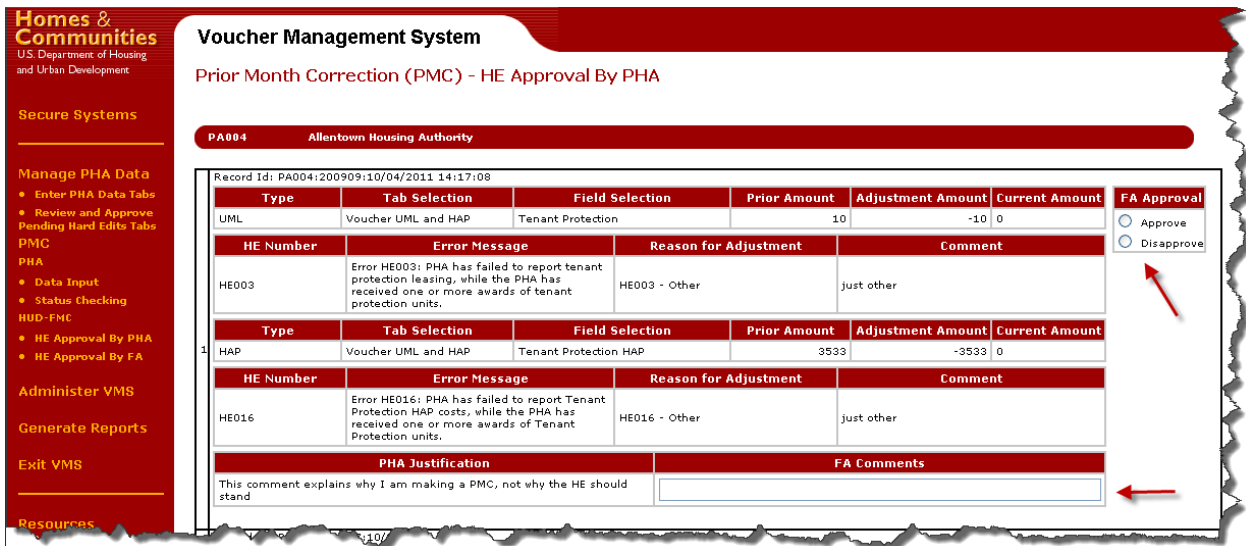 Homes &
Communities
U.S. Department of Housing
and Urban Development
Secure Systems
Manage PHA Data
• Enter PHA Data Tabs
• Review and Approve
Pending Hard Edits Tabs
PMC
PHA
• Data Input
• Status Checking
HUD-FMC
• HE Approval By PHA
• HE Approval By FA
Administer VMS
Generate Reports
Exit VMS
Resources
Voucher Management System
Prior Month Correction (PMC) - HE Approval By PHA
PA004 Allentown Housing Authority
Record Id: PA004:200909:10/04/2011 14:17:08
Type Tab Selection Field Selection Prior Amount Adjustment Amount Current Amount FA Approval
UML Voucher UML and HAP Tenant Protection 10 -10 0
Approve
Disapprove
HE Number Error Message Reason for Adjustment Comment
Error HE003: PHA has failed to report tenant
protection leasing, while the PHA has
received one or more awards of tenant
protection units.
HE003 HE003 - Other just other
Type Tab Selection Field Selection Prior Amount Adjustment Amount Current Amount
1 HAP Voucher UML and HAP Tenant Protection HAP 3533 -3533 0
HE Number Error Message Reason for Adjustment Comment
Error HE016: PHA has failed to report Tenant
Protection HAP costs, while the PHA has
received one or more awards of Tenant
Protection units.
HE016 HE016 - Other just other
PHA Justification FA Comments
This comment explains why I am making a PMC, not why the HE should
stand